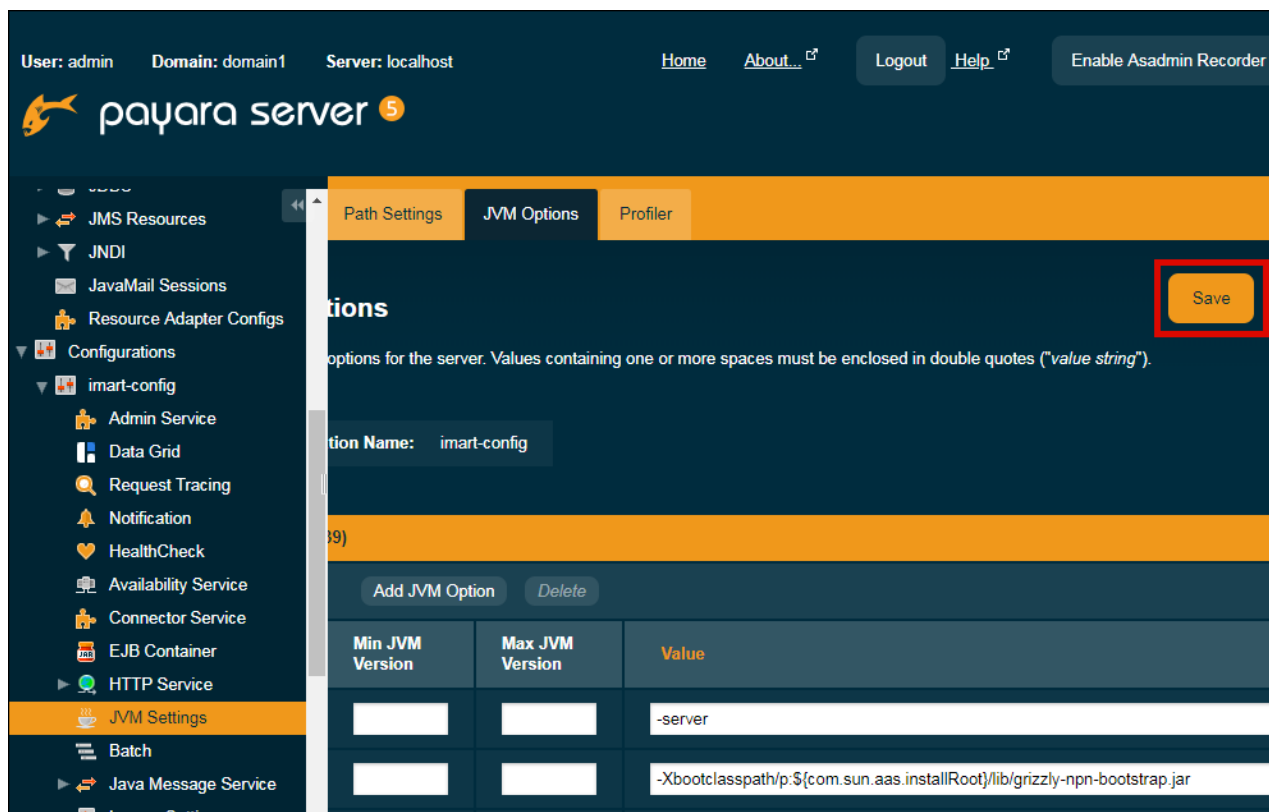 User: admin Domain: domain1 Server: localhost Home About... Logout Help Enable Asadmin Recorder
payara server 5
JMS Resources
JNDI
JavaMail Sessions
Resource Adapter Configs
Configurations
imart-config
Admin Service
Data Grid
Request Tracing
Notification
HealthCheck
Availability Service
Connector Service
EJB Container
HTTP Service
JVM Settings
Batch
Java Message Service
Path Settings JVM Options Profiler
tions
Save
options for the server. Values containing one or more spaces must be enclosed in double quotes ("value string").
tion Name: imart-config
39)
Add JVM Option Delete
Min JVM Version Max JVM Version Value
-server
-Xbootclasspath/p:${com.sun.aas.installRoot}/lib/grizzly-npn-bootstrap.jar